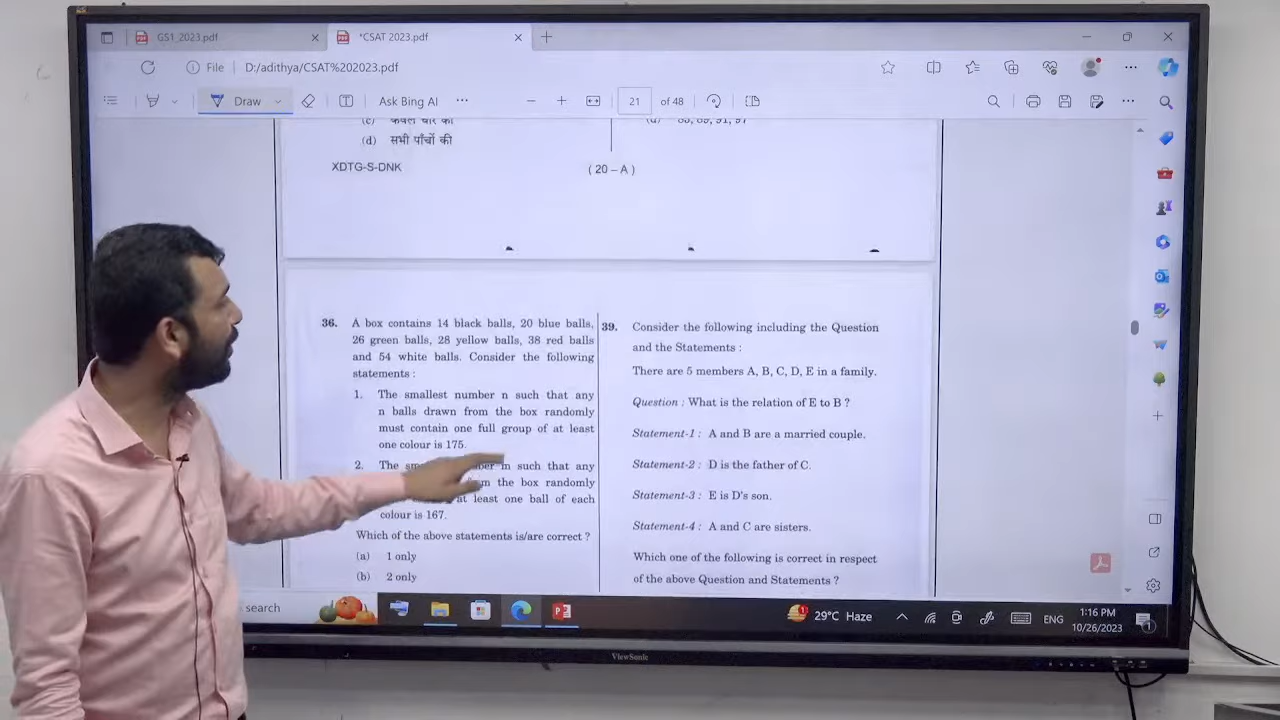 GS1_2023.pdf
*CSAT 2023.pdf
File
D:/adithya/CSAT%202023.pdf
Draw
Ask Bing AI
21
of 48
(c) केवल चार की
(d) सभी पाँचों की
XDTG-S-DNK
( 20 – A )
(d) 83, 89, 91, 97
36. A box contains 14 black balls, 20 blue balls,
26 green balls, 28 yellow balls, 38 red balls
and 54 white balls. Consider the following
statements :
1. The smallest number n such that any
n balls drawn from the box randomly
must contain one full group of at least
one colour is 175.
2. The number m such that any
from the box randomly
at least one ball of each
colour is 167.
Which of the above statements is/are correct ?
(a) 1 only
(b) 2 only
39. Consider the following including the Question
and the Statements :
There are 5 members A, B, C, D, E in a family.
Question : What is the relation of E to B ?
Statement-1 : A and B are a married couple.
Statement-2 : D is the father of C.
Statement-3 : E is D's son.
Statement-4 : A and C are sisters.
Which one of the following is correct in respect
of the above Question and Statements ?
search
29°C Haze
ENG
1:16 PM
10/26/2023
ViewSonic